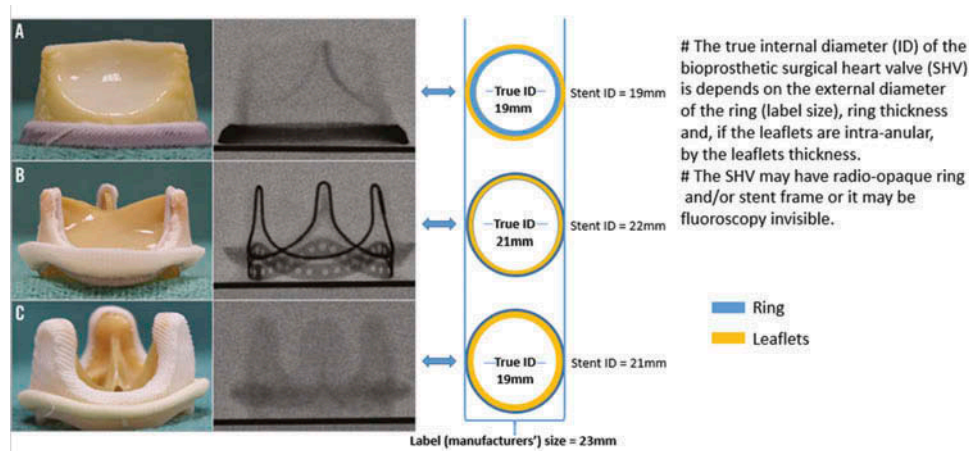 A
True ID
19mm
Stent ID = 19mm
B
True ID
21mm
Stent ID = 22mm
C
True ID
19mm
Stent ID = 21mm
Label (manufacturers') size = 23mm
# The true internal diameter (ID) of the
bioprosthetic surgical heart valve (SHV)
is depends on the external diameter
of the ring (label size), ring thickness
and, if the leaflets are intra-anular,
by the leaflets thickness.
# The SHV may have radio-opaque ring
and/or stent frame or it may be
fluoroscopy invisible.
Ring
Leaflets